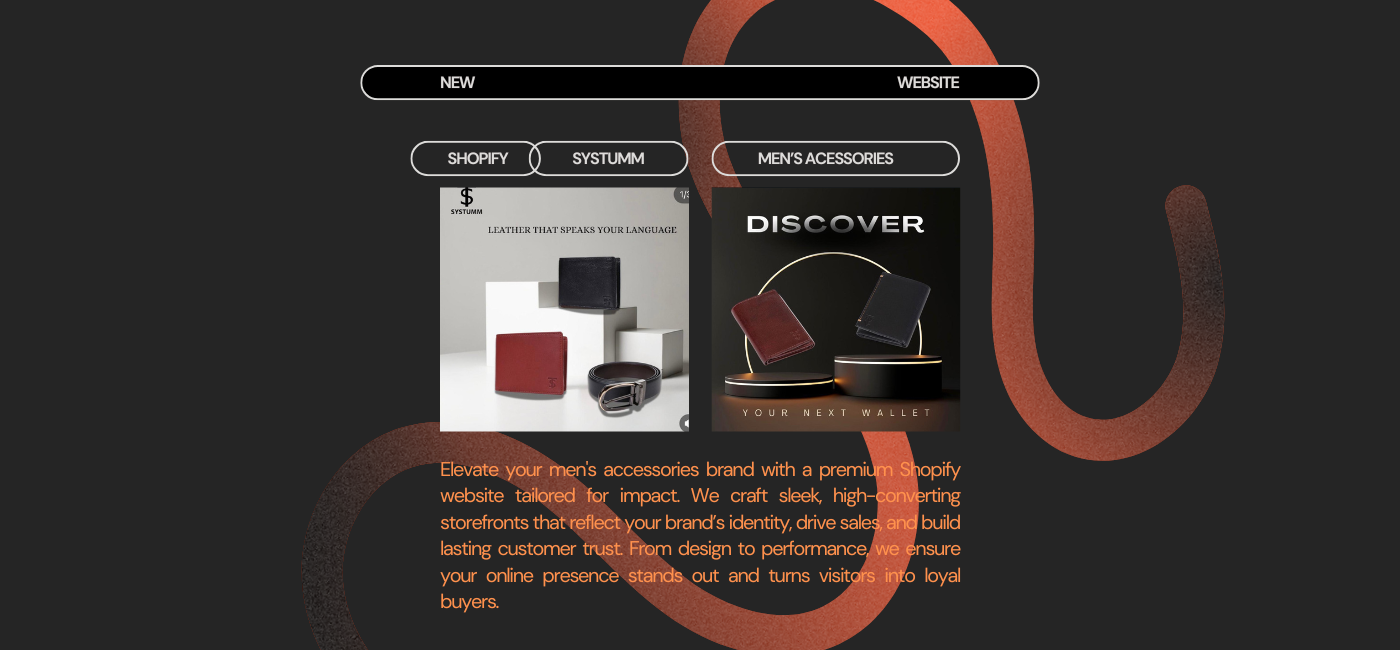 NEW WEBSITE
SHOPIFY SYSTUMM MEN'S ACESSORIES
$
SYSTUMM
LEATHER THAT SPEAKS YOUR LANGUAGE
DISCOVER
YOUR NEXT WALLET
Elevate your men's accessories brand with a premium Shopify
website tailored for impact. We craft sleek, high-converting
storefronts that reflect your brand's identity, drive sales, and build
lasting customer trust. From design to performance, we ensure
your online presence stands out and turns visitors into loyal
buyers.